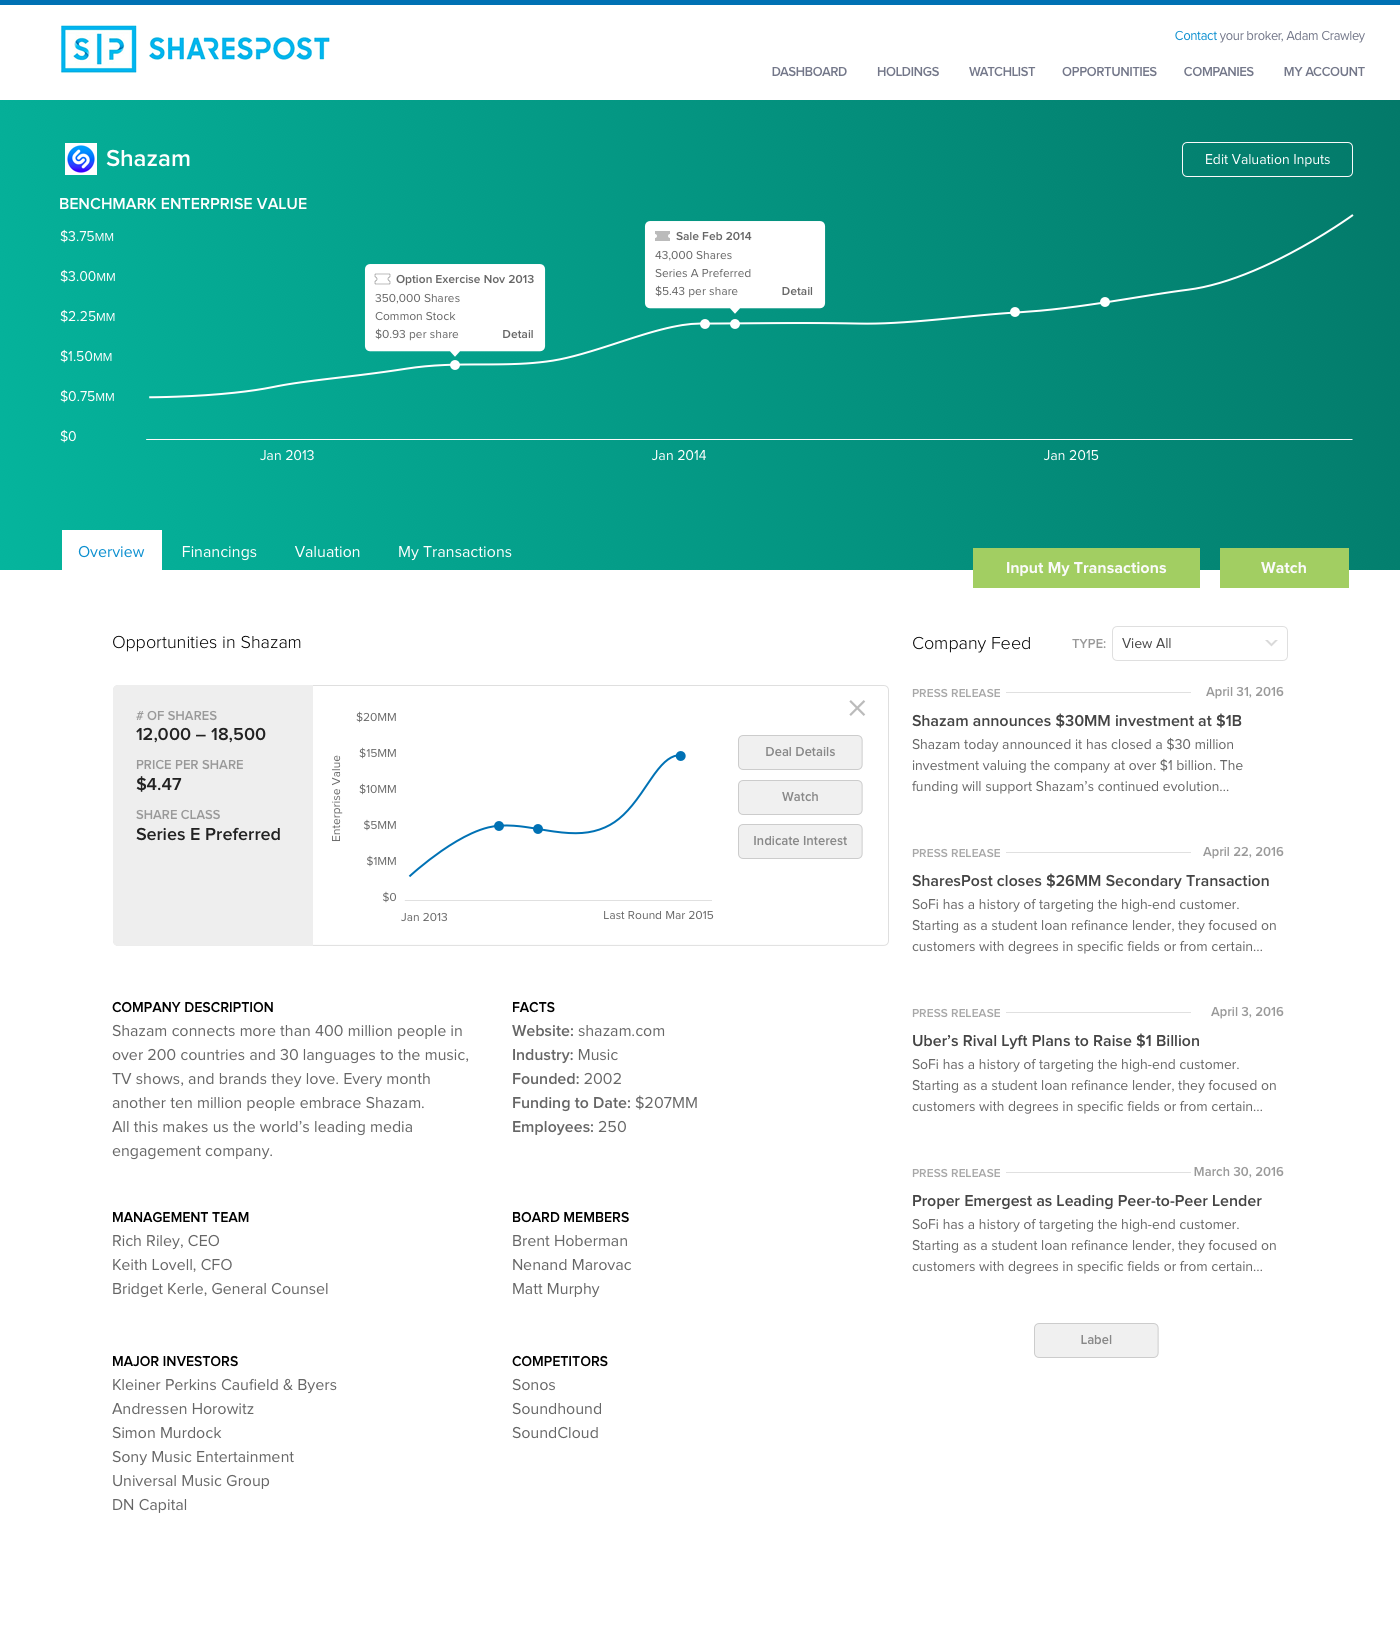 S|P SHARESPOST
Contact your broker, Adam Crawley
DASHBOARD HOLDINGS WATCHLIST OPPORTUNITIES COMPANIES MY ACCOUNT
Shazam
Edit Valuation Inputs
BENCHMARK ENTERPRISE VALUE
$3.75MM
$3.00MM
$2.25MM
$1.50MM
$0.75MM
$0
Option Exercise Nov 2013
350,000 Shares
Common Stock
$0.93 per share Detail
Sale Feb 2014
43,000 Shares
Series A Preferred
$5.43 per share Detail
Jan 2013 Jan 2014 Jan 2015
Overview Financings Valuation My Transactions
Input My Transactions Watch
Opportunities in Shazam
# OF SHARES
12,000 – 18,500
PRICE PER SHARE
$4.47
SHARE CLASS
Series E Preferred
Enterprise Value
$20MM
$15MM
$10MM
$5MM
$1MM
$0
Jan 2013 Last Round Mar 2015
Deal Details
Watch
Indicate Interest
COMPANY DESCRIPTION
Shazam connects more than 400 million people in
over 200 countries and 30 languages to the music,
TV shows, and brands they love. Every month
another ten million people embrace Shazam.
All this makes us the world’s leading media
engagement company.
FACTS
Website: shazam.com
Industry: Music
Founded: 2002
Funding to Date: $207MM
Employees: 250
MANAGEMENT TEAM
Rich Riley, CEO
Keith Lovell, CFO
Bridget Kerle, General Counsel
BOARD MEMBERS
Brent Hoberman
Nenand Marovac
Matt Murphy
MAJOR INVESTORS
Kleiner Perkins Caufield & Byers
Andressen Horowitz
Simon Murdock
Sony Music Entertainment
Universal Music Group
DN Capital
COMPETITORS
Sonos
Soundhound
SoundCloud
Company Feed TYPE: View All
PRESS RELEASE April 31, 2016
Shazam announces $30MM investment at $1B
Shazam today announced it has closed a $30 million
investment valuing the company at over $1 billion. The
funding will support Shazam’s continued evolution...
PRESS RELEASE April 22, 2016
SharesPost closes $26MM Secondary Transaction
SoFi has a history of targeting the high-end customer.
Starting as a student loan refinance lender, they focused on
customers with degrees in specific fields or from certain...
PRESS RELEASE April 3, 2016
Uber’s Rival Lyft Plans to Raise $1 Billion
SoFi has a history of targeting the high-end customer.
Starting as a student loan refinance lender, they focused on
customers with degrees in specific fields or from certain...
PRESS RELEASE March 30, 2016
Proper Emergest as Leading Peer-to-Peer Lender
SoFi has a history of targeting the high-end customer.
Starting as a student loan refinance lender, they focused on
customers with degrees in specific fields or from certain...
Label